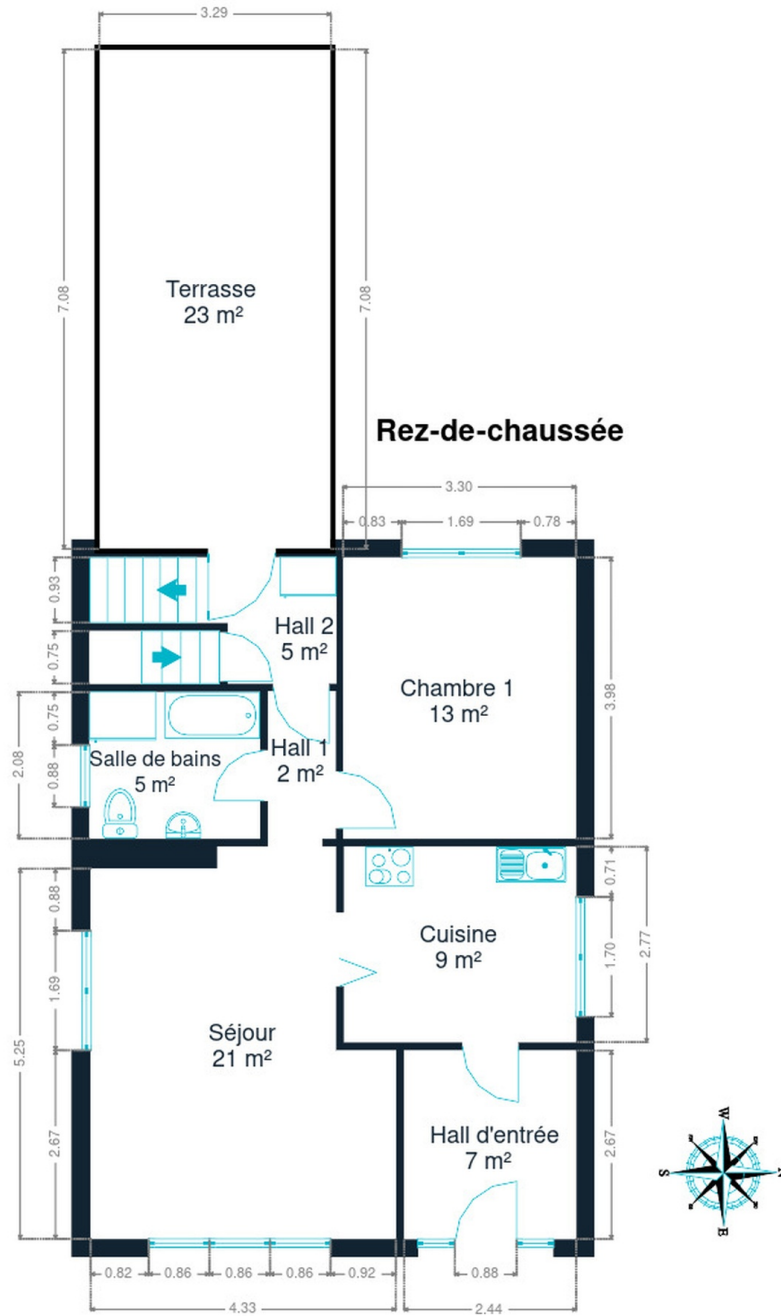 3.29
7.08
7.08
Terrasse
23 m²
Rez-de-chaussée
3.30
0.83
1.69
0.78
0.93
0.75
Hall 2
5 m²
Chambre 1
13 m²
3.98
2.08
0.75
0.88
Salle de bains
5 m²
Hall 1
2 m²
0.71
1.70
2.77
Cuisine
9 m²
5.25
0.88
1.69
2.67
Séjour
21 m²
Hall d'entrée
7 m²
2.67
W
S
N
E
0.82
0.86
0.86
0.86
0.92
0.88
4.33
2.44